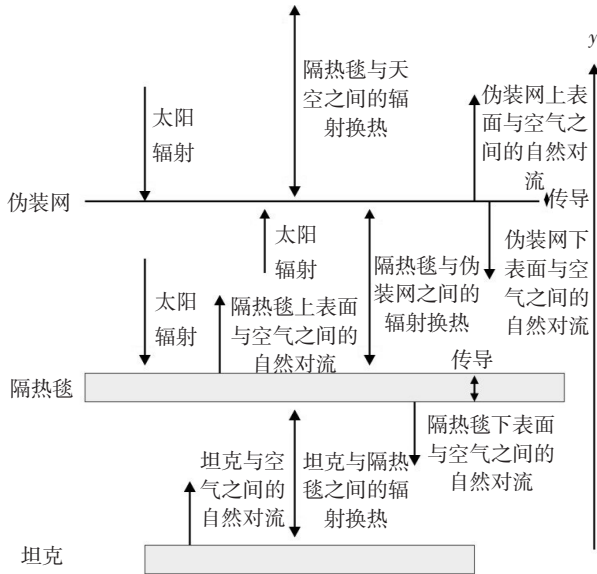 y
隔热毯与天
空之间的辐
射换热
太阳
辐射
伪装网上表
面与空气之
间的自然对
流
伪装网
传导
太阳
辐射
伪装网下
表面与空
气之间的
自然对流
隔热毯与伪
装网之间的
辐射换热
太阳
辐射
隔热毯上表面
与空气之间的
自然对流
传导
隔热毯
隔热毯下表面
与空气之间的
自然对流
坦克与空
气之间的
自然对流
坦克与隔热
毯之间的辐
射换热
坦克